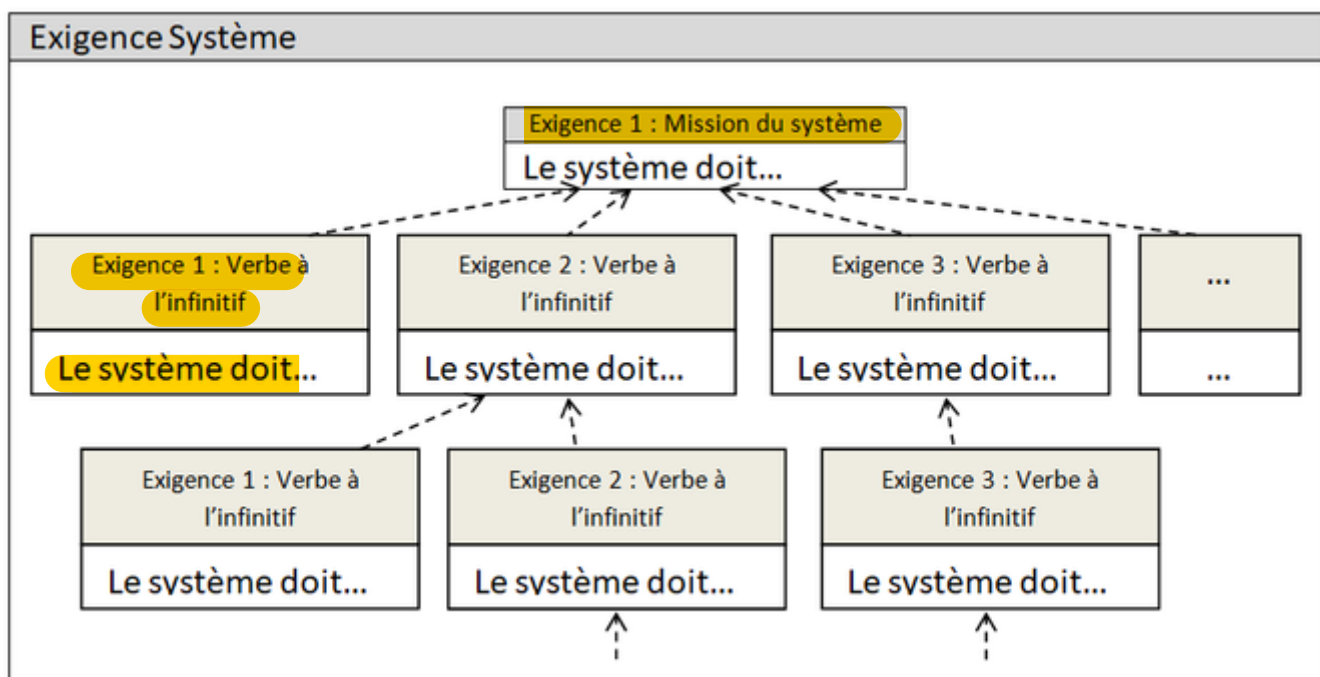 Exigence Système
Exigence 1 : Mission du système
Le système doit...
Exigence 1 : Verbe à
l'infinitif
Le système doit...
Exigence 2 : Verbe à
l'infinitif
Le système doit...
Exigence 3 : Verbe à
l'infinitif
Le système doit...
...
...
Exigence 1 : Verbe à
l'infinitif
Le système doit...
Exigence 2 : Verbe à
l'infinitif
Le système doit...
Exigence 3 : Verbe à
l'infinitif
Le système doit...